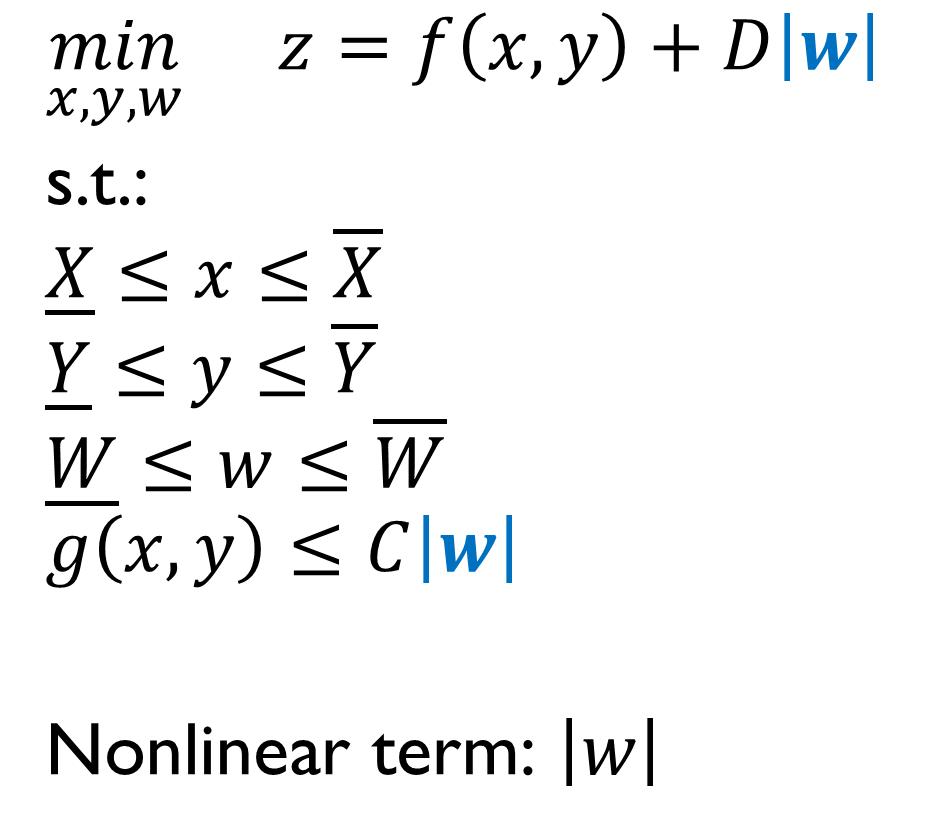 min z = f(x, y) + D|w|
x,y,w
s.t.:
X̲ ≤ x ≤ X̅
Y̲ ≤ y ≤ Y̅
W̲ ≤ w ≤ W̅
g(x, y) ≤ C|w|
Nonlinear term: |w|